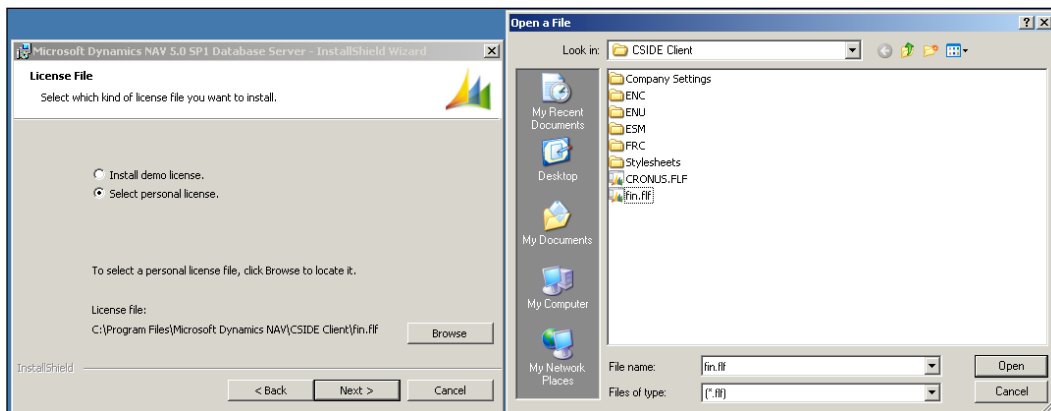 Microsoft Dynamics NAV 5.0 SP1 Database Server - InstallShield Wizard
License File
Select which kind of license file you want to install.
Install demo license.
Select personal license.
To select a personal license file, click Browse to locate it.
License file:
C:\Program Files\Microsoft Dynamics NAV\CSIDE Client\fin.flf
Browse
InstallShield
< Back
Next >
Cancel
Open a File
Look in:
CSIDE Client
My Recent
Documents
Desktop
My Documents
My Computer
My Network
Places
Company Settings
ENC
ENU
ESM
FRC
Stylesheets
CRONUS.FLF
fin.flf
File name:
fin.flf
Open
Files of type:
(*.flf)
Cancel